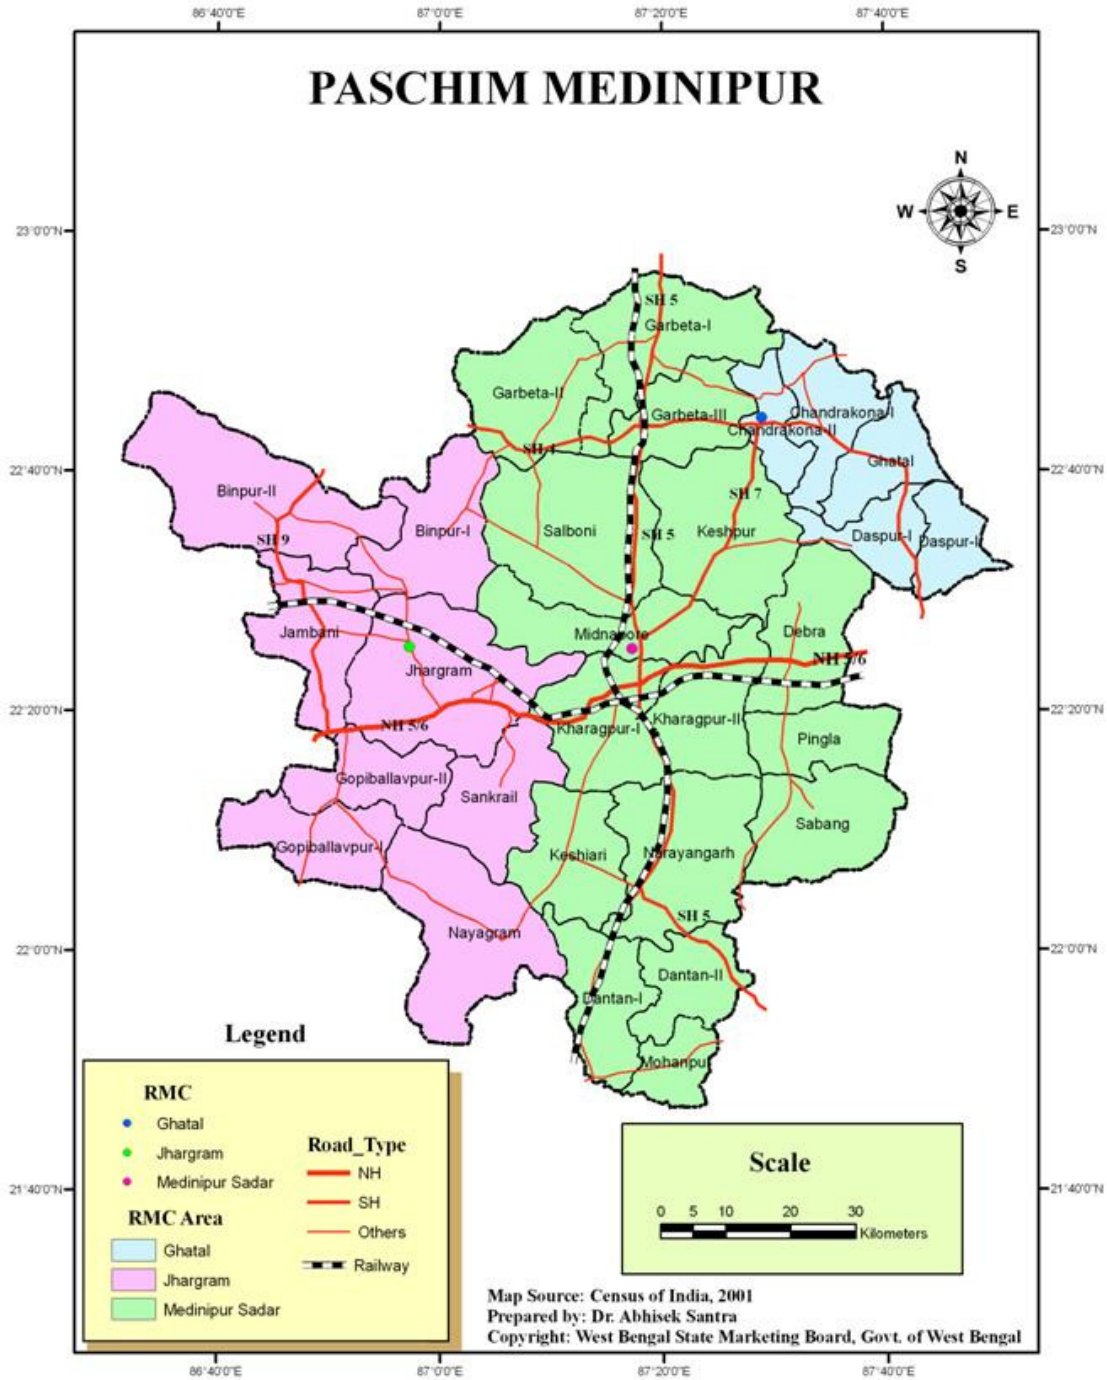 86°40'0"E 87°0'0"E 87°20'0"E 87°40'0"E
PASCHIM MEDINIPUR
N
W E
S
23°0'0"N 23°0'0"N
SH 5
Garbeta-I
Garbeta-II
Garbeta-III
Chandrakona-I
Chandrakona-II
SH 4
Ghatal
22°40'0"N 22°40'0"N
Binpur-II
SH 7
Binpur-I
Salboni
SH 5
Keshpur
SH 9
Daspur-I
Daspur-I
Jambani
Midnapore
Debra
NH 5/6
Jhargram
22°20'0"N 22°20'0"N
NH 5/6
Kharagpur-I
Kharagpur-II
Pingla
Gopiballavpur-II
Sankrail
Sabang
Gopiballavpur-I
Keshiari
Narayangarh
SH 5
Nayagram
22°0'0"N 22°0'0"N
Dantan-II
Dantan-I
Mohanpu
Legend
RMC
Ghatal
Jhargram
Medinipur Sadar
RMC Area
Ghatal
Jhargram
Medinipur Sadar
Road_Type
NH
SH
Others
Railway
Scale
0 5 10 20 30
Kilometers
21°40'0"N 21°40'0"N
Map Source: Census of India, 2001
Prepared by: Dr. Abhisek Santra
Copyright: West Bengal State Marketing Board, Govt. of West Bengal
86°40'0"E 87°0'0"E 87°20'0"E 87°40'0"E